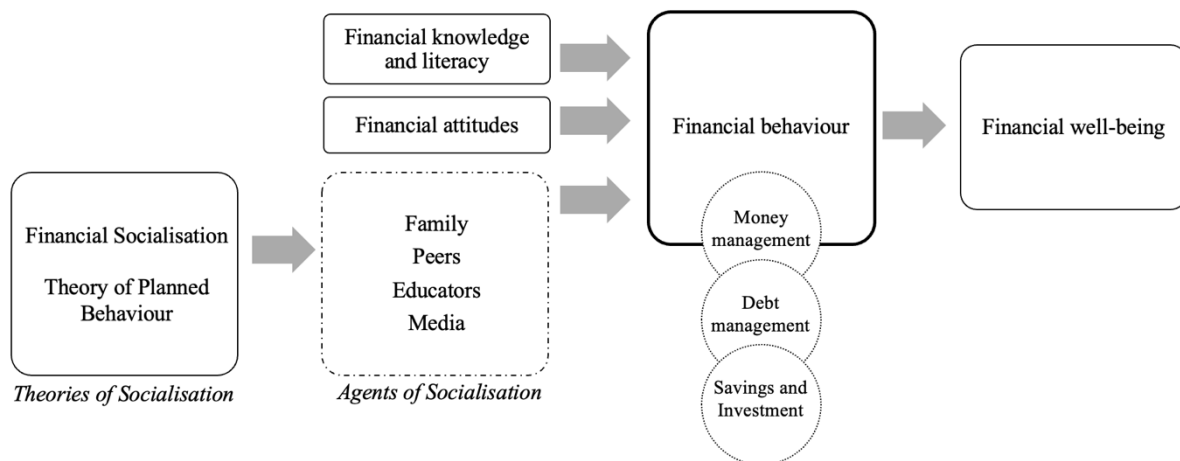 Financial knowledge
and literacy
Financial attitudes
Financial Socialisation
Theory of Planned
Behaviour
Theories of Socialisation
Family
Peers
Educators
Media
Agents of Socialisation
Financial behaviour
Money
management
Debt
management
Savings and
Investment
Financial well-being